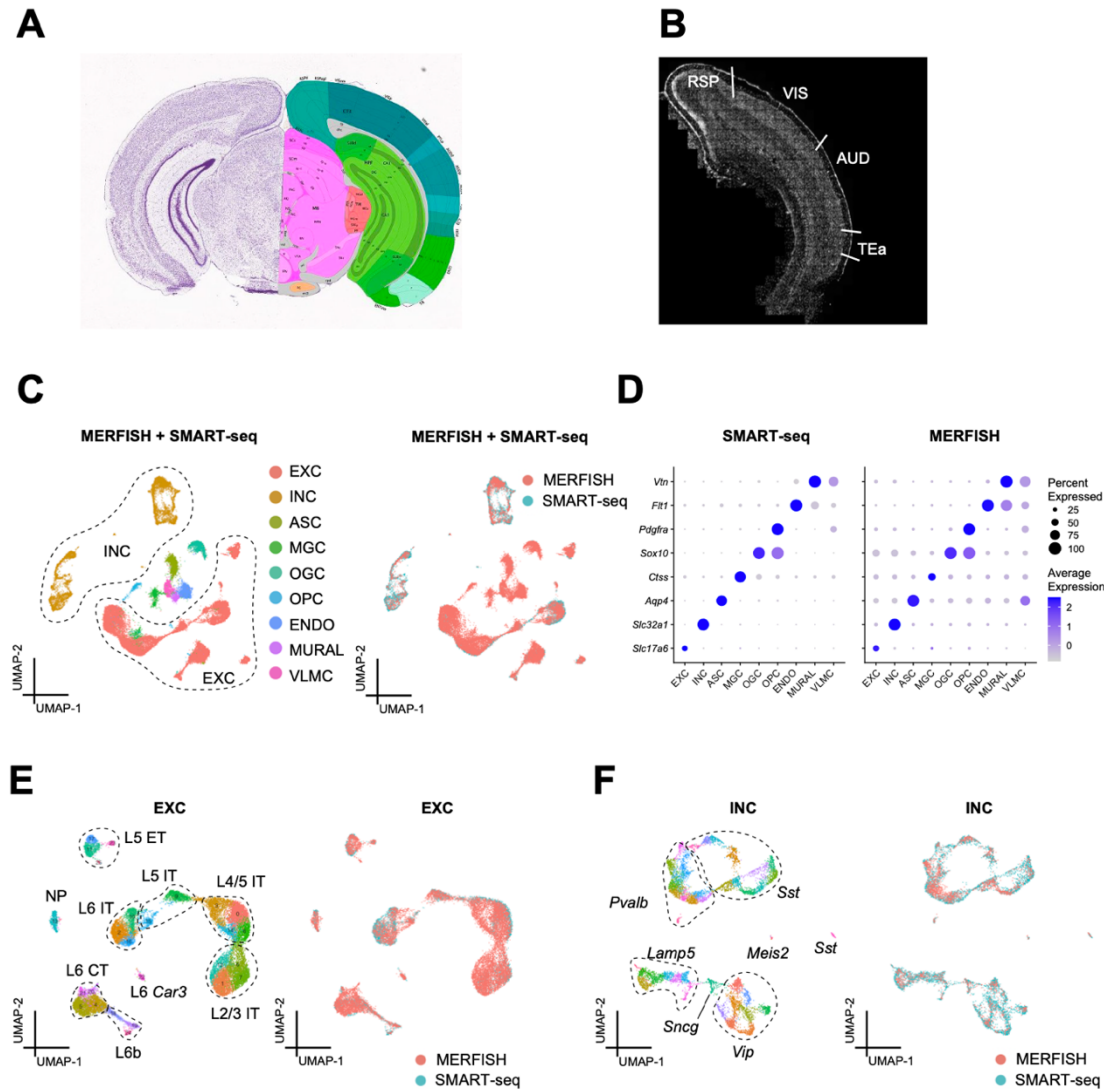 A
B
RSP
VIS
AUD
TEa
C
MERFISH + SMART-seq
INC
EXC
UMAP-2
UMAP-1
EXC
INC
ASC
MGC
OGC
OPC
ENDO
MURAL
VLMC
MERFISH + SMART-seq
MERFISH
SMART-seq
D
SMART-seq
MERFISH
Vtn
Flt1
Pdgfra
Sox10
Ctss
Aqp4
Slc32a1
Slc17a6
EXC
INC
ASC
MGC
OGC
OPC
ENDO
MURAL
VLMC
EXC
INC
ASC
MGC
OGC
OPC
ENDO
MURAL
VLMC
Percent
Expressed
25
50
75
100
Average
Expression
2
1
0
E
EXC
L5 ET
L5 IT
L4/5 IT
NP
L6 IT
L6 CT
L6 Car3
L2/3 IT
L6b
UMAP-2
UMAP-1
EXC
MERFISH
SMART-seq
F
INC
Pvalb
Sst
Lamp5
Meis2
Sst
Sncg
Vip
UMAP-2
UMAP-1
INC
MERFISH
SMART-seq